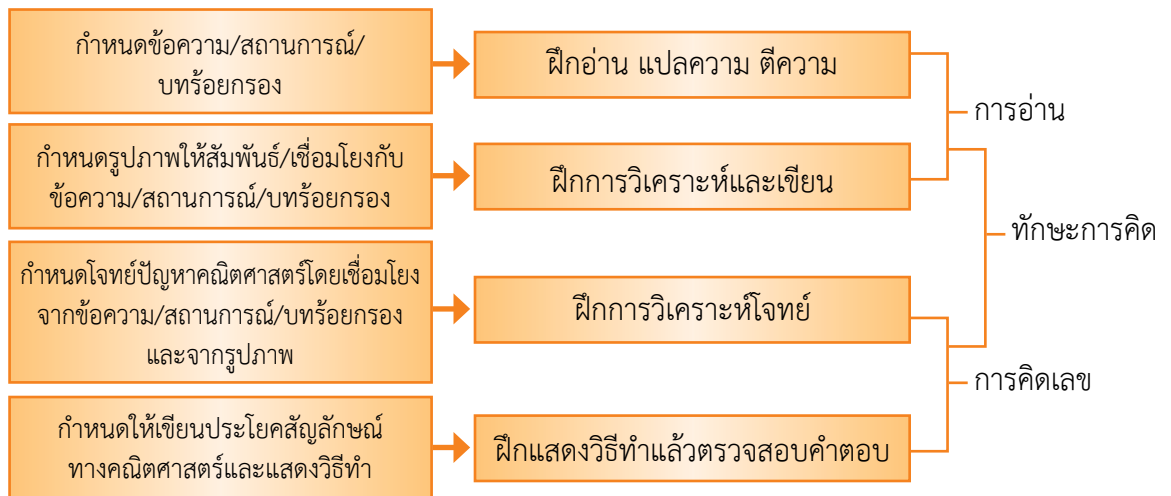 กำหนดข้อความ/สถานการณ์/
บทร้อยกรอง
ฝึกอ่าน แปลความ ตีความ
การอ่าน
กำหนดรูปภาพให้สัมพันธ์/เชื่อมโยงกับ
ข้อความ/สถานการณ์/บทร้อยกรอง
ฝึกการวิเคราะห์และเขียน
ทักษะการคิด
กำหนดโจทย์ปัญหาคณิตศาสตร์โดยเชื่อมโยง
จากข้อความ/สถานการณ์/บทร้อยกรอง
และจากรูปภาพ
ฝึกการวิเคราะห์โจทย์
การคิดเลข
กำหนดให้เขียนประโยคสัญลักษณ์
ทางคณิตศาสตร์และแสดงวิธีทำ
ฝึกแสดงวิธีทำแล้วตรวจสอบคำตอบ